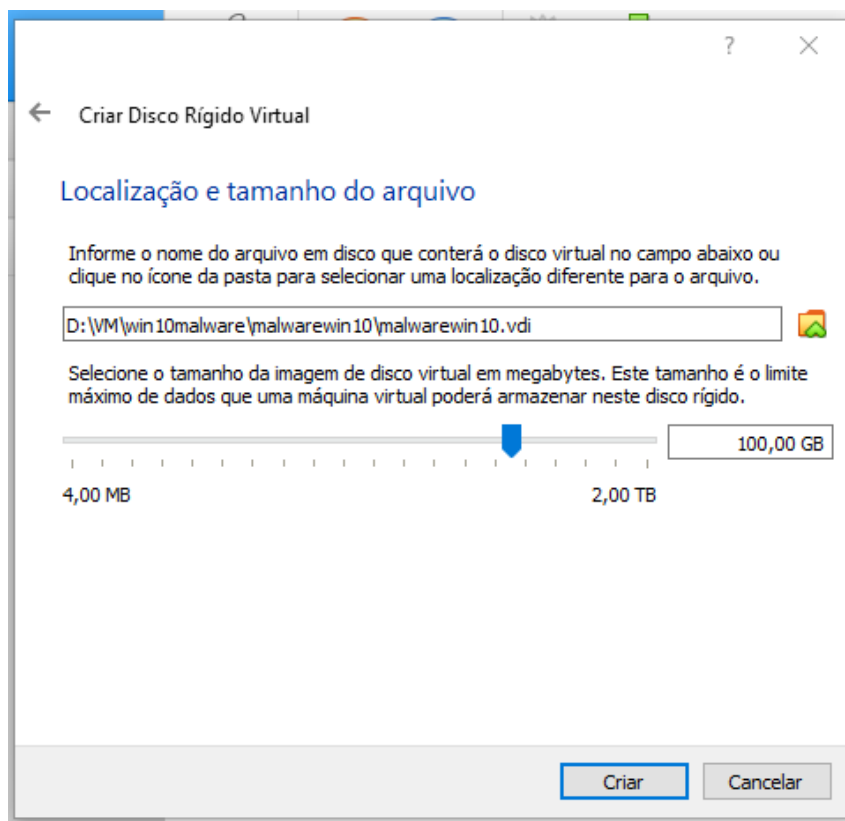 ?
Criar Disco Rígido Virtual
Localização e tamanho do arquivo
Informe o nome do arquivo em disco que conterá o disco virtual no campo abaixo ou
clique no ícone da pasta para selecionar uma localização diferente para o arquivo.
D:\VM\win10malware\malwarewin10\malwarewin10.vdi
Selecione o tamanho da imagem de disco virtual em megabytes. Este tamanho é o limite
máximo de dados que uma máquina virtual poderá armazenar neste disco rígido.
100,00 GB
4,00 MB 2,00 TB
Criar Cancelar